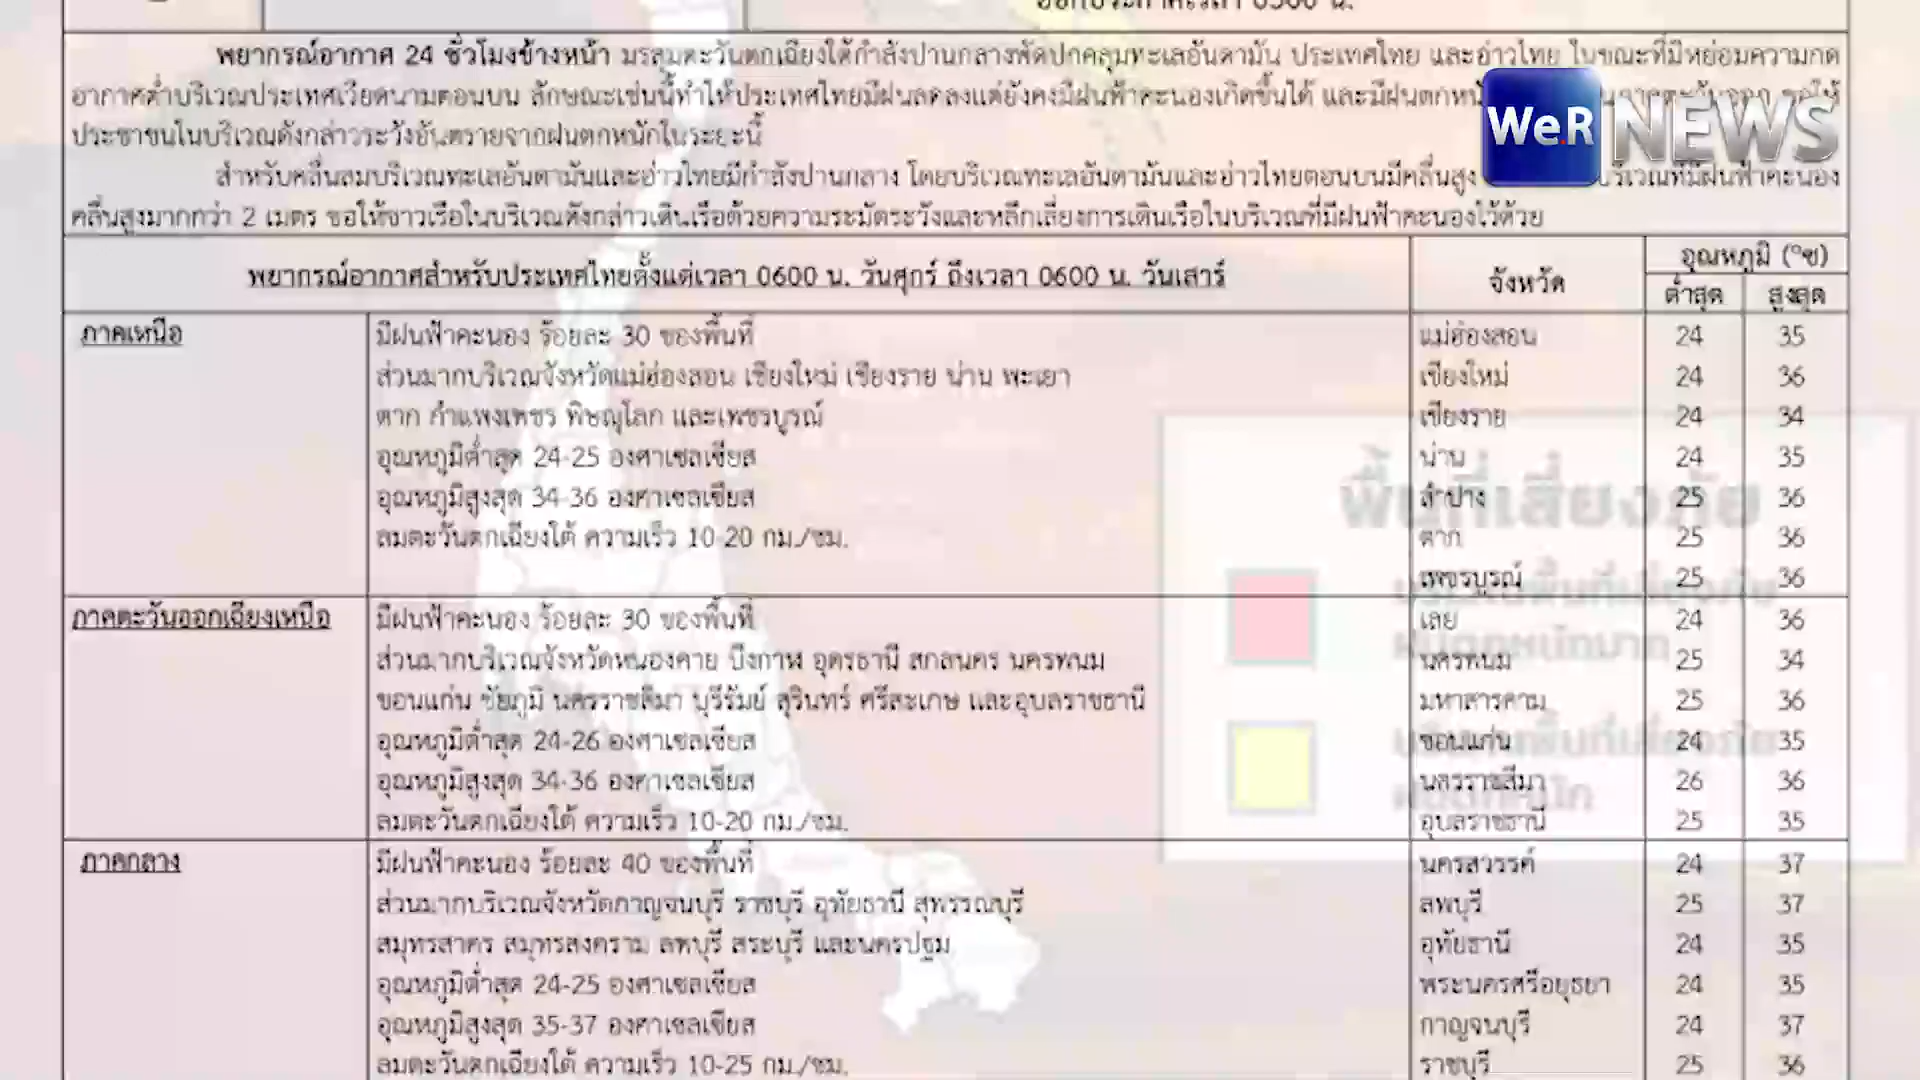 พยากรณ์อากาศ 24 ชั่วโมงข้างหน้า มรสุมตะวันตกเฉียงใต้กำลังปานกลางพัดปกคลุมทะเลอันดามัน ประเทศไทย และอ่าวไทย ในขณะที่มีหย่อมความกด
อากาศต่ำบริเวณประเทศเวียดนามตอนบน ลักษณะเช่นนี้ทำให้ประเทศไทยมีฝนลดลงแต่ยังคงมีฝนฟ้าคะนองเกิดขึ้นได้ และมีฝนตกหนัก ขอให้
WeR NEWS
ประชาชนในบริเวณดังกล่าวระวังอันตรายจากฝนตกหนักในระยะนี้
สำหรับคลื่นลมบริเวณทะเลอันดามันและอ่าวไทยมีกำลังปานกลาง โดยบริเวณทะเลอันดามันและอ่าวไทยตอนบนมีคลื่นสูง บริเวณที่มีฝนฟ้าคะนอง
คลื่นสูงมากกว่า 2 เมตร ขอให้ชาวเรือในบริเวณดังกล่าวเดินเรือด้วยความระมัดระวังและหลีกเลี่ยงการเดินเรือในบริเวณที่มีฝนฟ้าคะนองไว้ด้วย
พยากรณ์อากาศสำหรับประเทศไทยตั้งแต่เวลา 0600 น. วันศุกร์ ถึงเวลา 0600 น. วันเสาร์ จังหวัด อุณหภูมิ (°ซ)
ต่ำสุด สูงสุด
ภาคเหนือ มีฝนฟ้าคะนอง ร้อยละ 30 ของพื้นที่ แม่ฮ่องสอน 24 35
ส่วนมากบริเวณจังหวัดแม่ฮ่องสอน เชียงใหม่ เชียงราย น่าน พะเยา เชียงใหม่ 24 36
ตาก กำแพงเพชร พิษณุโลก และเพชรบูรณ์ เชียงราย 24 34
อุณหภูมิต่ำสุด 24-25 องศาเซลเซียส น่าน 24 35
อุณหภูมิสูงสุด 34-36 องศาเซลเซียส ลำปาง 25 36
พื้นที่เสี่ยงภัย
ลมตะวันตกเฉียงใต้ ความเร็ว 10-20 กม./ชม. ตาก 25 36
เพชรบูรณ์ 25 36
ภาคตะวันออกเฉียงเหนือ มีฝนฟ้าคะนอง ร้อยละ 30 ของพื้นที่ เลย 24 36
ส่วนมากบริเวณจังหวัดหนองคาย บึงกาฬ อุดรธานี สกลนคร นครพนม นครพนม 25 34
ขอนแก่น ชัยภูมิ นครราชสีมา บุรีรัมย์ สุรินทร์ ศรีสะเกษ และอุบลราชธานี มหาสารคาม 25 36
อุณหภูมิต่ำสุด 24-26 องศาเซลเซียส ขอนแก่น 24 35
อุณหภูมิสูงสุด 34-36 องศาเซลเซียส นครราชสีมา 26 36
ลมตะวันตกเฉียงใต้ ความเร็ว 10-20 กม./ชม. อุบลราชธานี 25 35
ภาคกลาง มีฝนฟ้าคะนอง ร้อยละ 40 ของพื้นที่ นครสวรรค์ 24 37
ส่วนมากบริเวณจังหวัดกาญจนบุรี ราชบุรี อุทัยธานี สุพรรณบุรี ลพบุรี 25 37
สมุทรสาคร สมุทรสงคราม ลพบุรี สระบุรี และนครปฐม อุทัยธานี 24 35
อุณหภูมิต่ำสุด 24-25 องศาเซลเซียส พระนครศรีอยุธยา 24 35
อุณหภูมิสูงสุด 35-37 องศาเซลเซียส กาญจนบุรี 24 37
ลมตะวันตกเฉียงใต้ ความเร็ว 10-25 กม./ชม. ราชบุรี 25 36